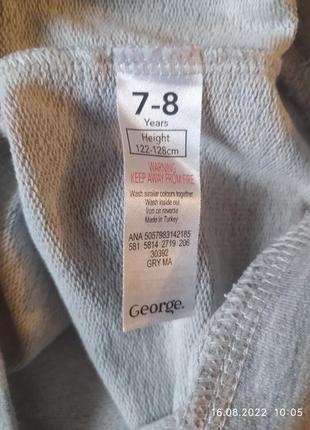 7-8
Years
Height
122-128cm
WARNING
KEEP AWAY FROM FIRE
Wash similar colours together
Wash inside out
Iron on reverse
Made in Turkey
ANA 5057983142185
581 5814 2719 206
30392
GRY MA
George.
16.08.2022 10:05